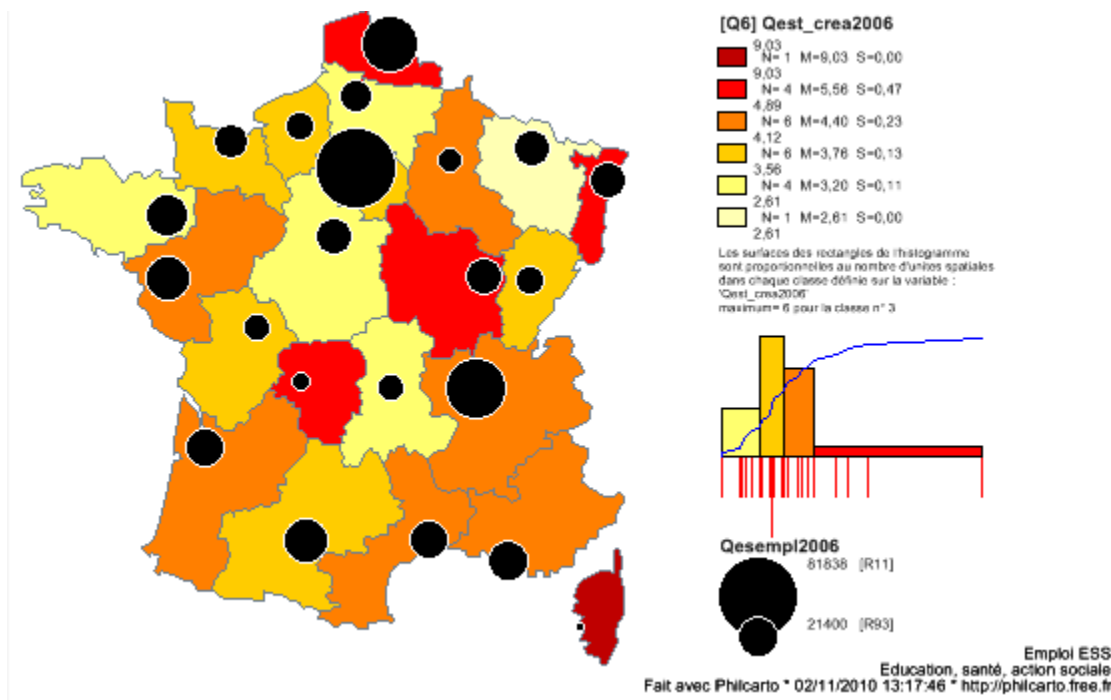 [Q6] Qest_crea2006
9,03
N= 1 M=9,03 S=0,00
9,03
N= 4 M=5,56 S=0,47
4,89
N= 6 M=4,40 S=0,23
4,12
N= 6 M=3,76 S=0,13
3,56
N= 4 M=3,20 S=0,11
2,61
N= 1 M=2,61 S=0,00
2,61
Les surfaces des rectangles de l'histogramme
sont proportionnelles au nombre d'unites spatiales
dans chaque classe définie sur la variable :
'Qest_crea2006'
maximum= 6 pour la classe n° 3
Qesempl2006
81838 [R11]
21400 [R93]
Emploi ESS
Education, santé, action sociale
Fait avec Philcarto * 02/11/2010 13:17:46 * http://philcarto.free.fr